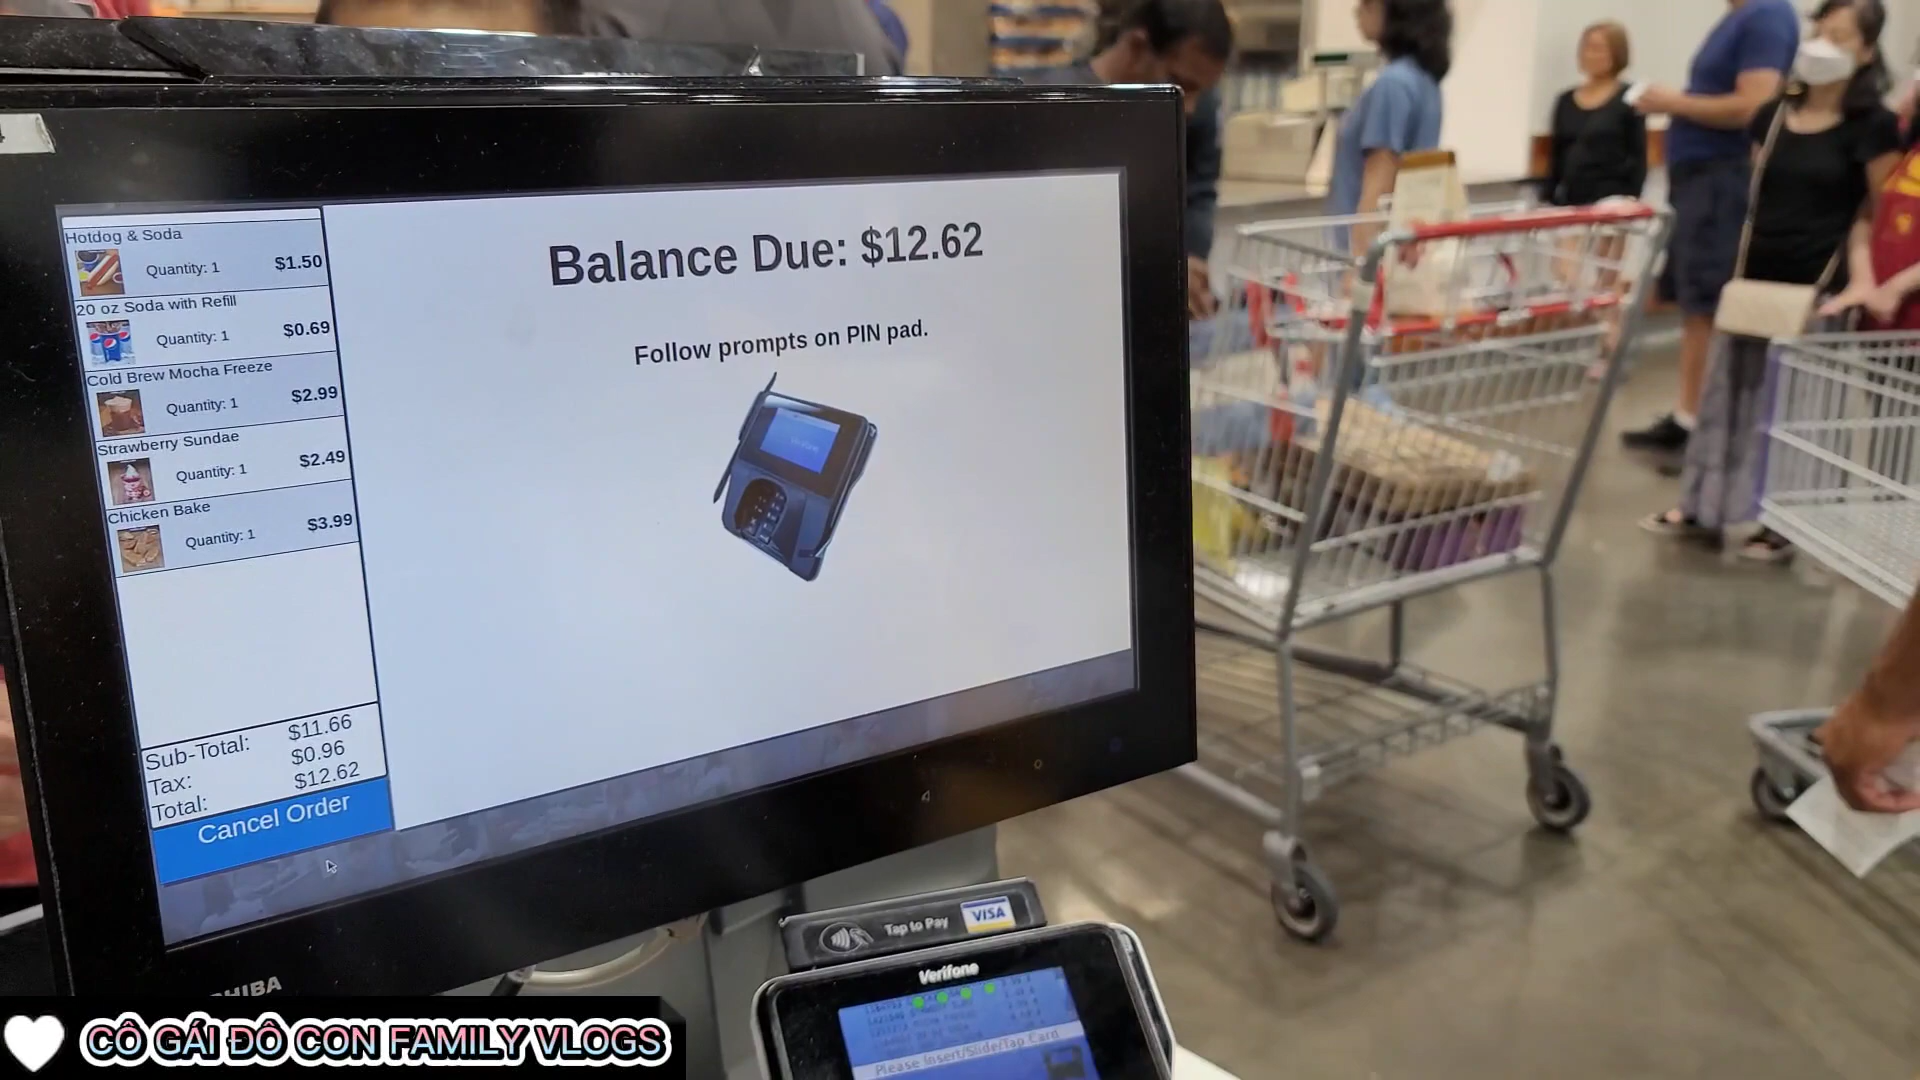 Hotdog & Soda
Quantity: 1 $1.50
20 oz Soda with Refill
Quantity: 1 $0.69
Cold Brew Mocha Freeze
Quantity: 1 $2.99
Strawberry Sundae
Quantity: 1 $2.49
Chicken Bake
Quantity: 1 $3.99
Sub-Total: $11.66
Tax: $0.96
Total: $12.62
Cancel Order
Balance Due: $12.62
Follow prompts on PIN pad.
Tap to Pay VISA
Verifone
Please Insert/Slide/Tap Card
CÔ GÁI ĐÔ CON FAMILY VLOGS